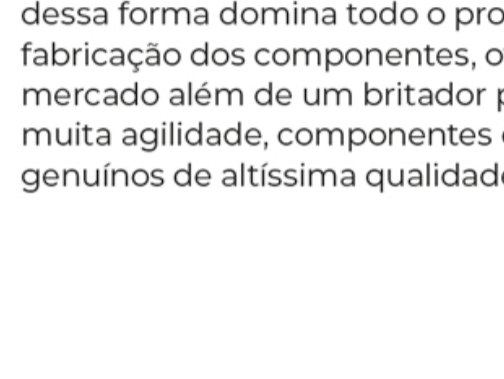 dessa forma domina todo o pro
fabricação dos componentes, o
mercado além de um britador p
muita agilidade, componentes
genuínos de altíssima qualidad